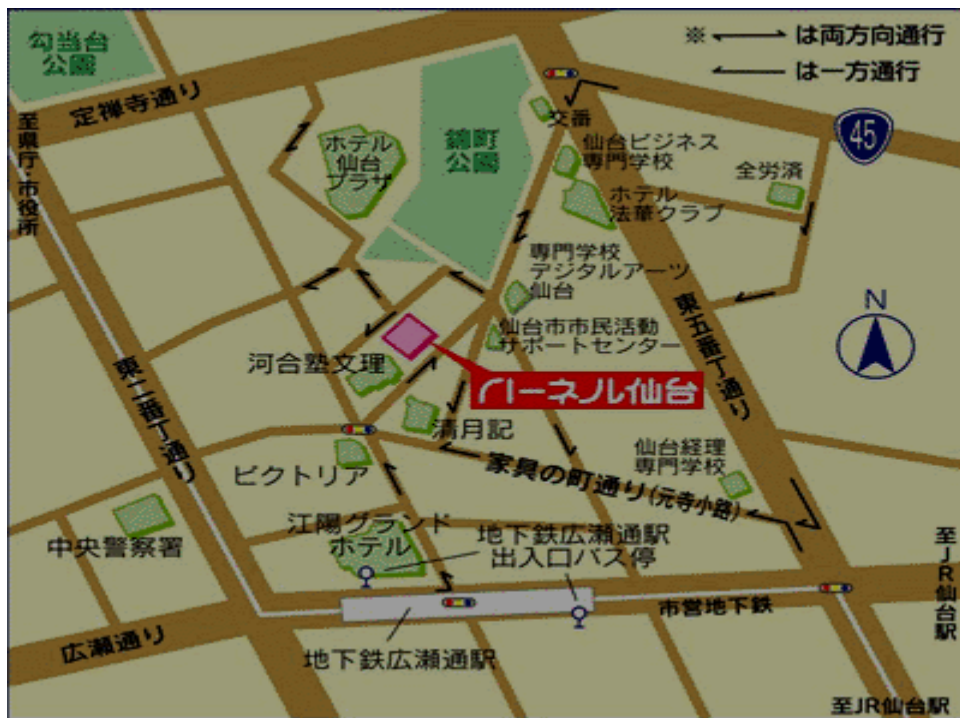 勾当台
公園
※ は両方向通行
は一方通行
定禅寺通り
至県庁・市役所
ホテル
仙台
プラザ
錦町
公園
交番
仙台ビジネス
専門学校
ホテル
法華クラブ
全労済
45
専門学校
デジタルアーツ
仙台
仙台市市民活動
サポートセンター
N
東五番丁通り
東二番丁通り
河合塾文理
ハーネル仙台
清月記
ビクトリア
家具の町通り(元寺小路)
仙台経理
専門学校
中央警察署
江陽グランド
ホテル
地下鉄広瀬通駅
出入口バス停
至JR仙台駅
市営地下鉄
広瀬通り
地下鉄広瀬通駅
至JR仙台駅